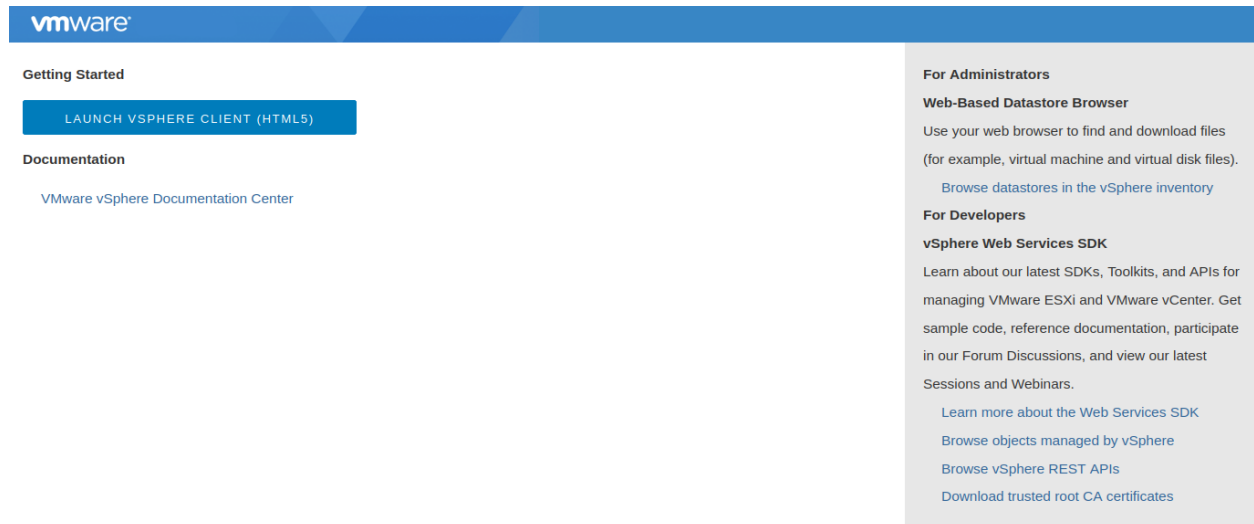 vmware
Getting Started
LAUNCH VSPHERE CLIENT (HTML5)
Documentation
VMware vSphere Documentation Center
For Administrators
Web-Based Datastore Browser
Use your web browser to find and download files
(for example, virtual machine and virtual disk files).
Browse datastores in the vSphere inventory
For Developers
vSphere Web Services SDK
Learn about our latest SDKs, Toolkits, and APIs for
managing VMware ESXi and VMware vCenter. Get
sample code, reference documentation, participate
in our Forum Discussions, and view our latest
Sessions and Webinars.
Learn more about the Web Services SDK
Browse objects managed by vSphere
Browse vSphere REST APIs
Download trusted root CA certificates